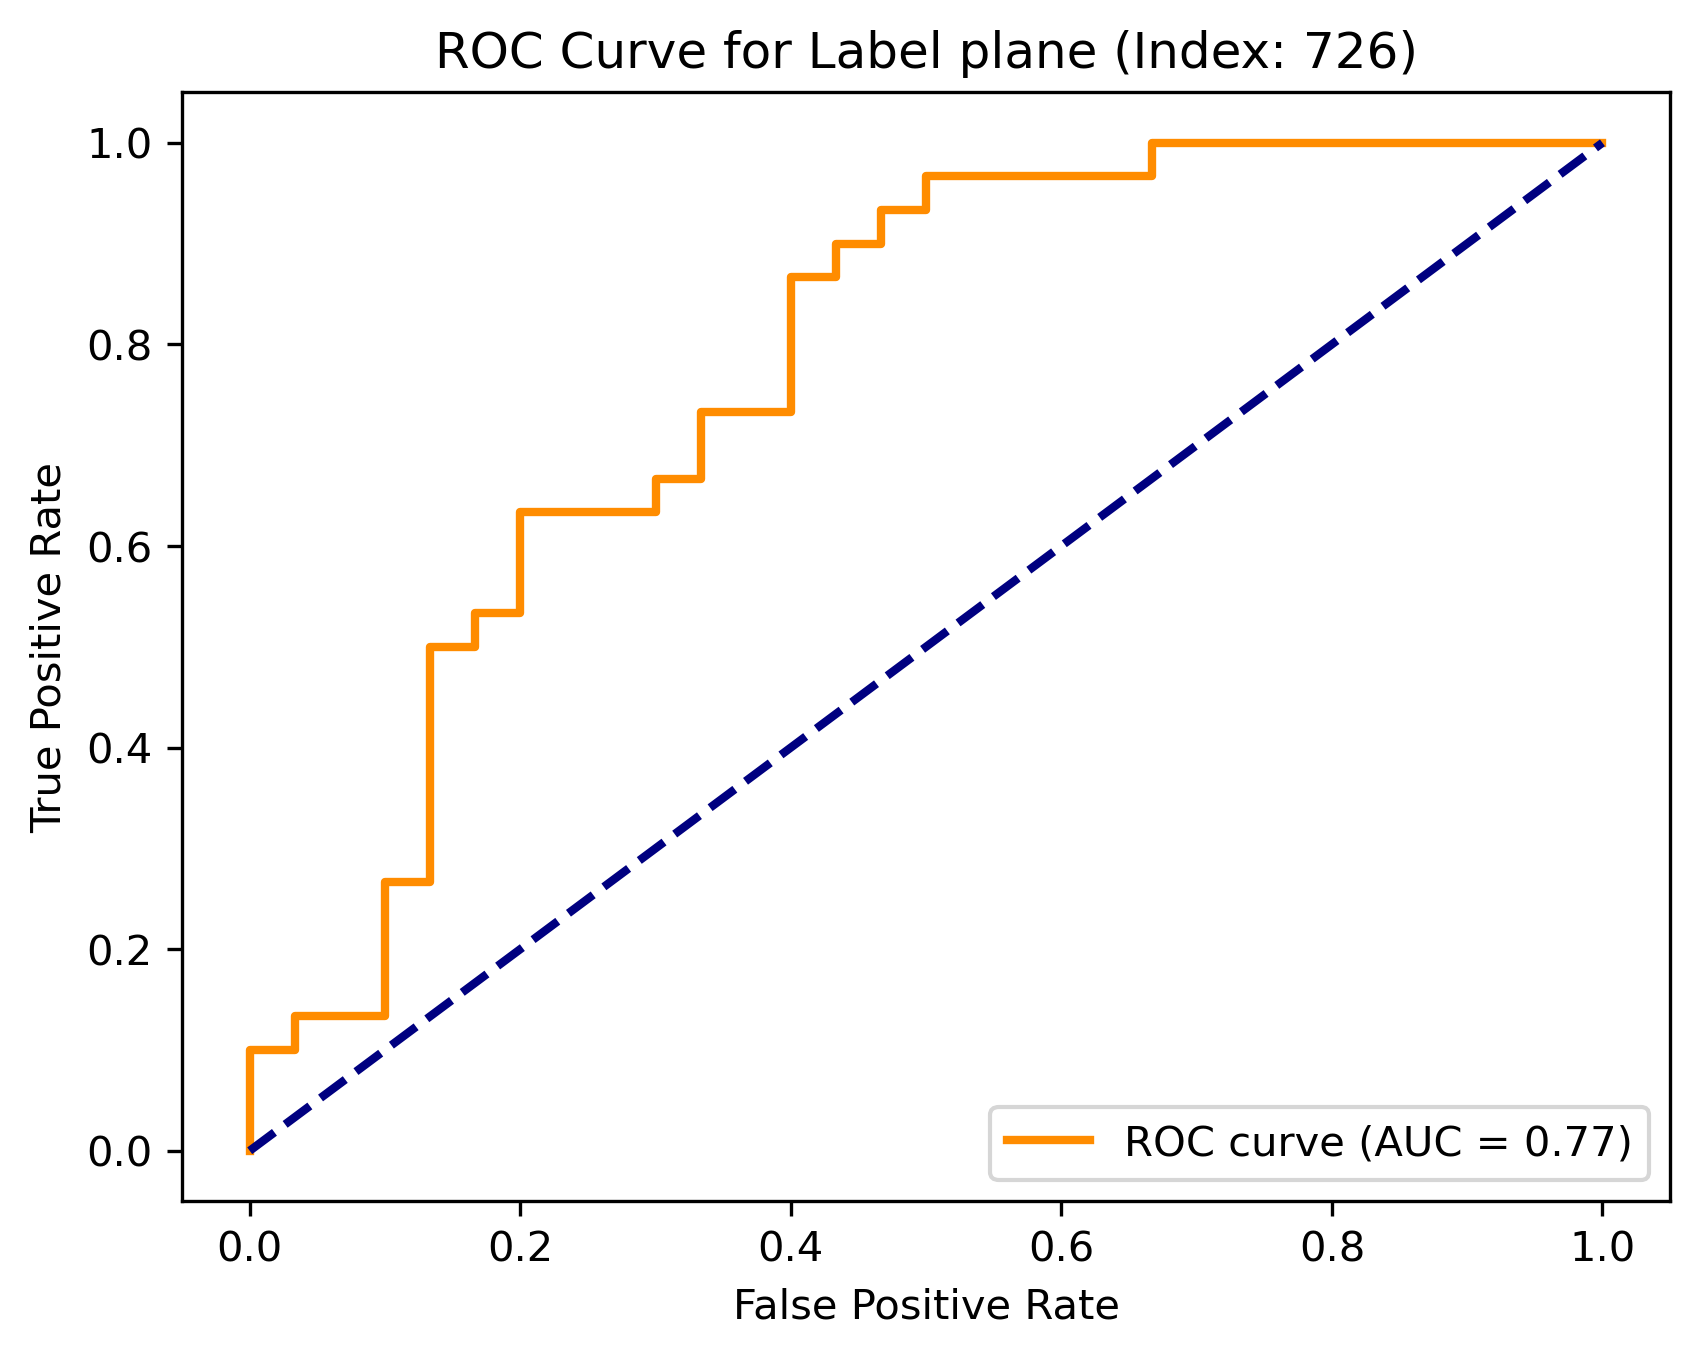 ROC Curve for Label plane (Index: 726)
True Positive Rate
1.0
0.8
0.6
0.4
0.2
0.0
ROC curve (AUC = 0.77)
0.0 0.2 0.4 0.6 0.8 1.0
False Positive Rate